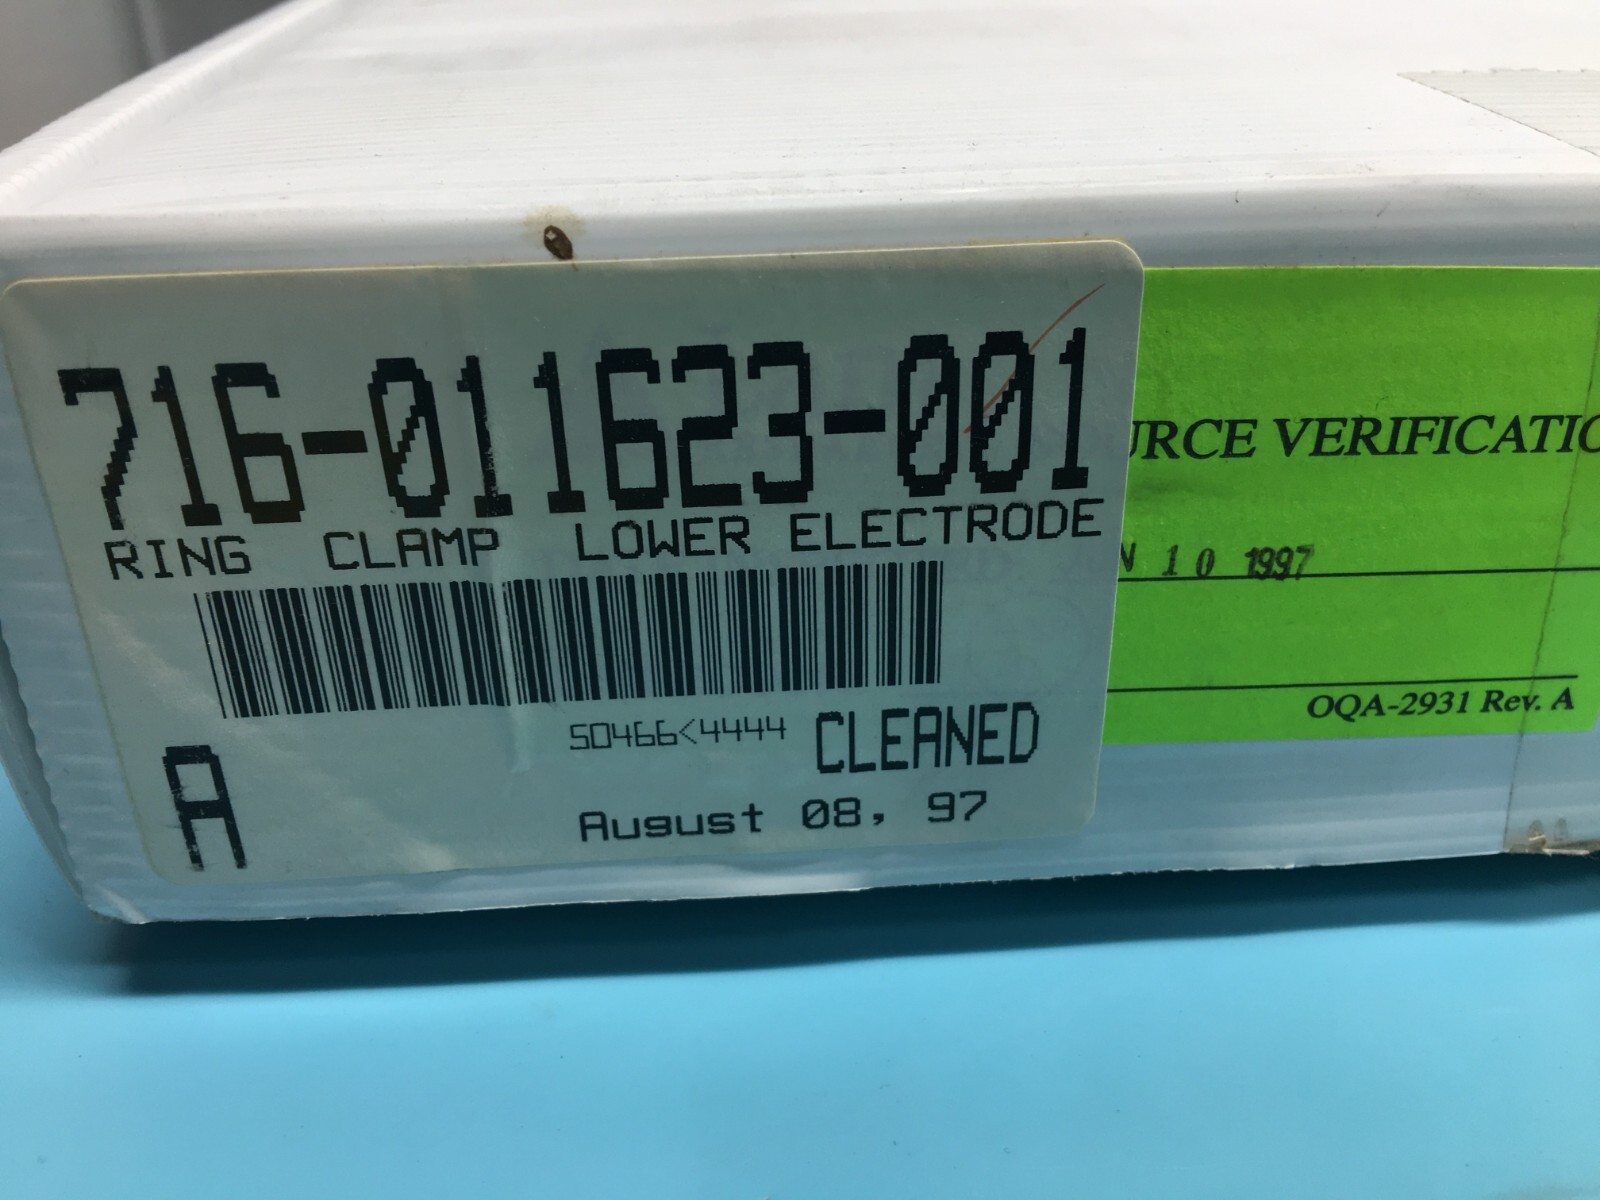 716-011623-001
RING CLAMP LOWER ELECTRODE
SO466<4444 CLEANED
A
August 08, 97
URCE VERIFICATIO
N 10 1997
OQA-2931 Rev. A